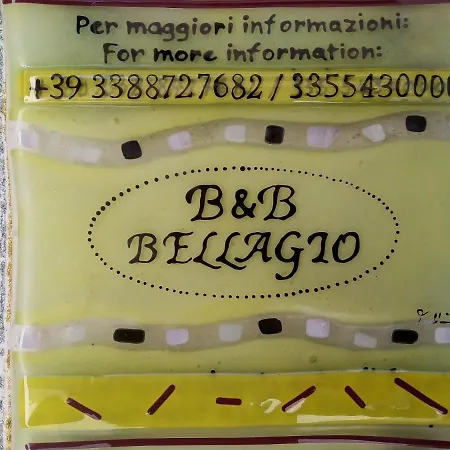 Per maggiori informazioni:
For more information:
+39 3388727682 / 3355430000
B&B
BELLAGIO